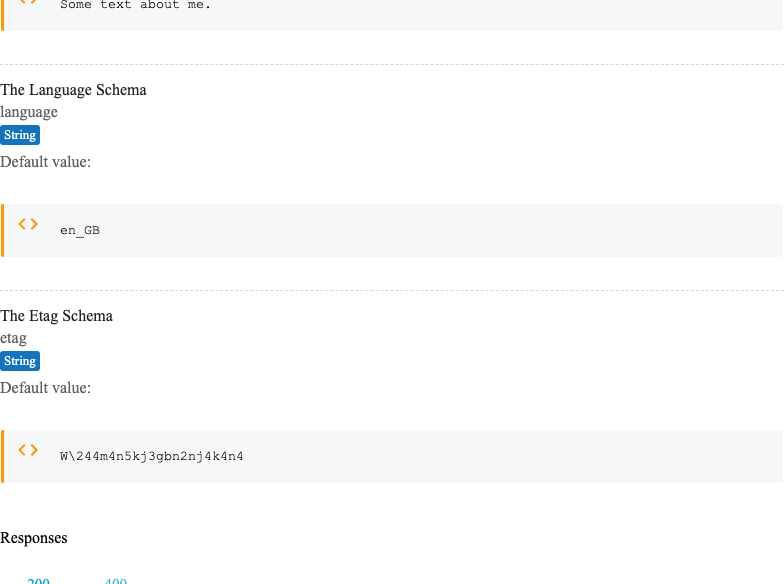 Some text about me.
The Language Schema
language
String
Default value:
en_GB
The Etag Schema
etag
String
Default value:
W\244m4n5kj3gbn2nj4k4n4
Responses
200 400